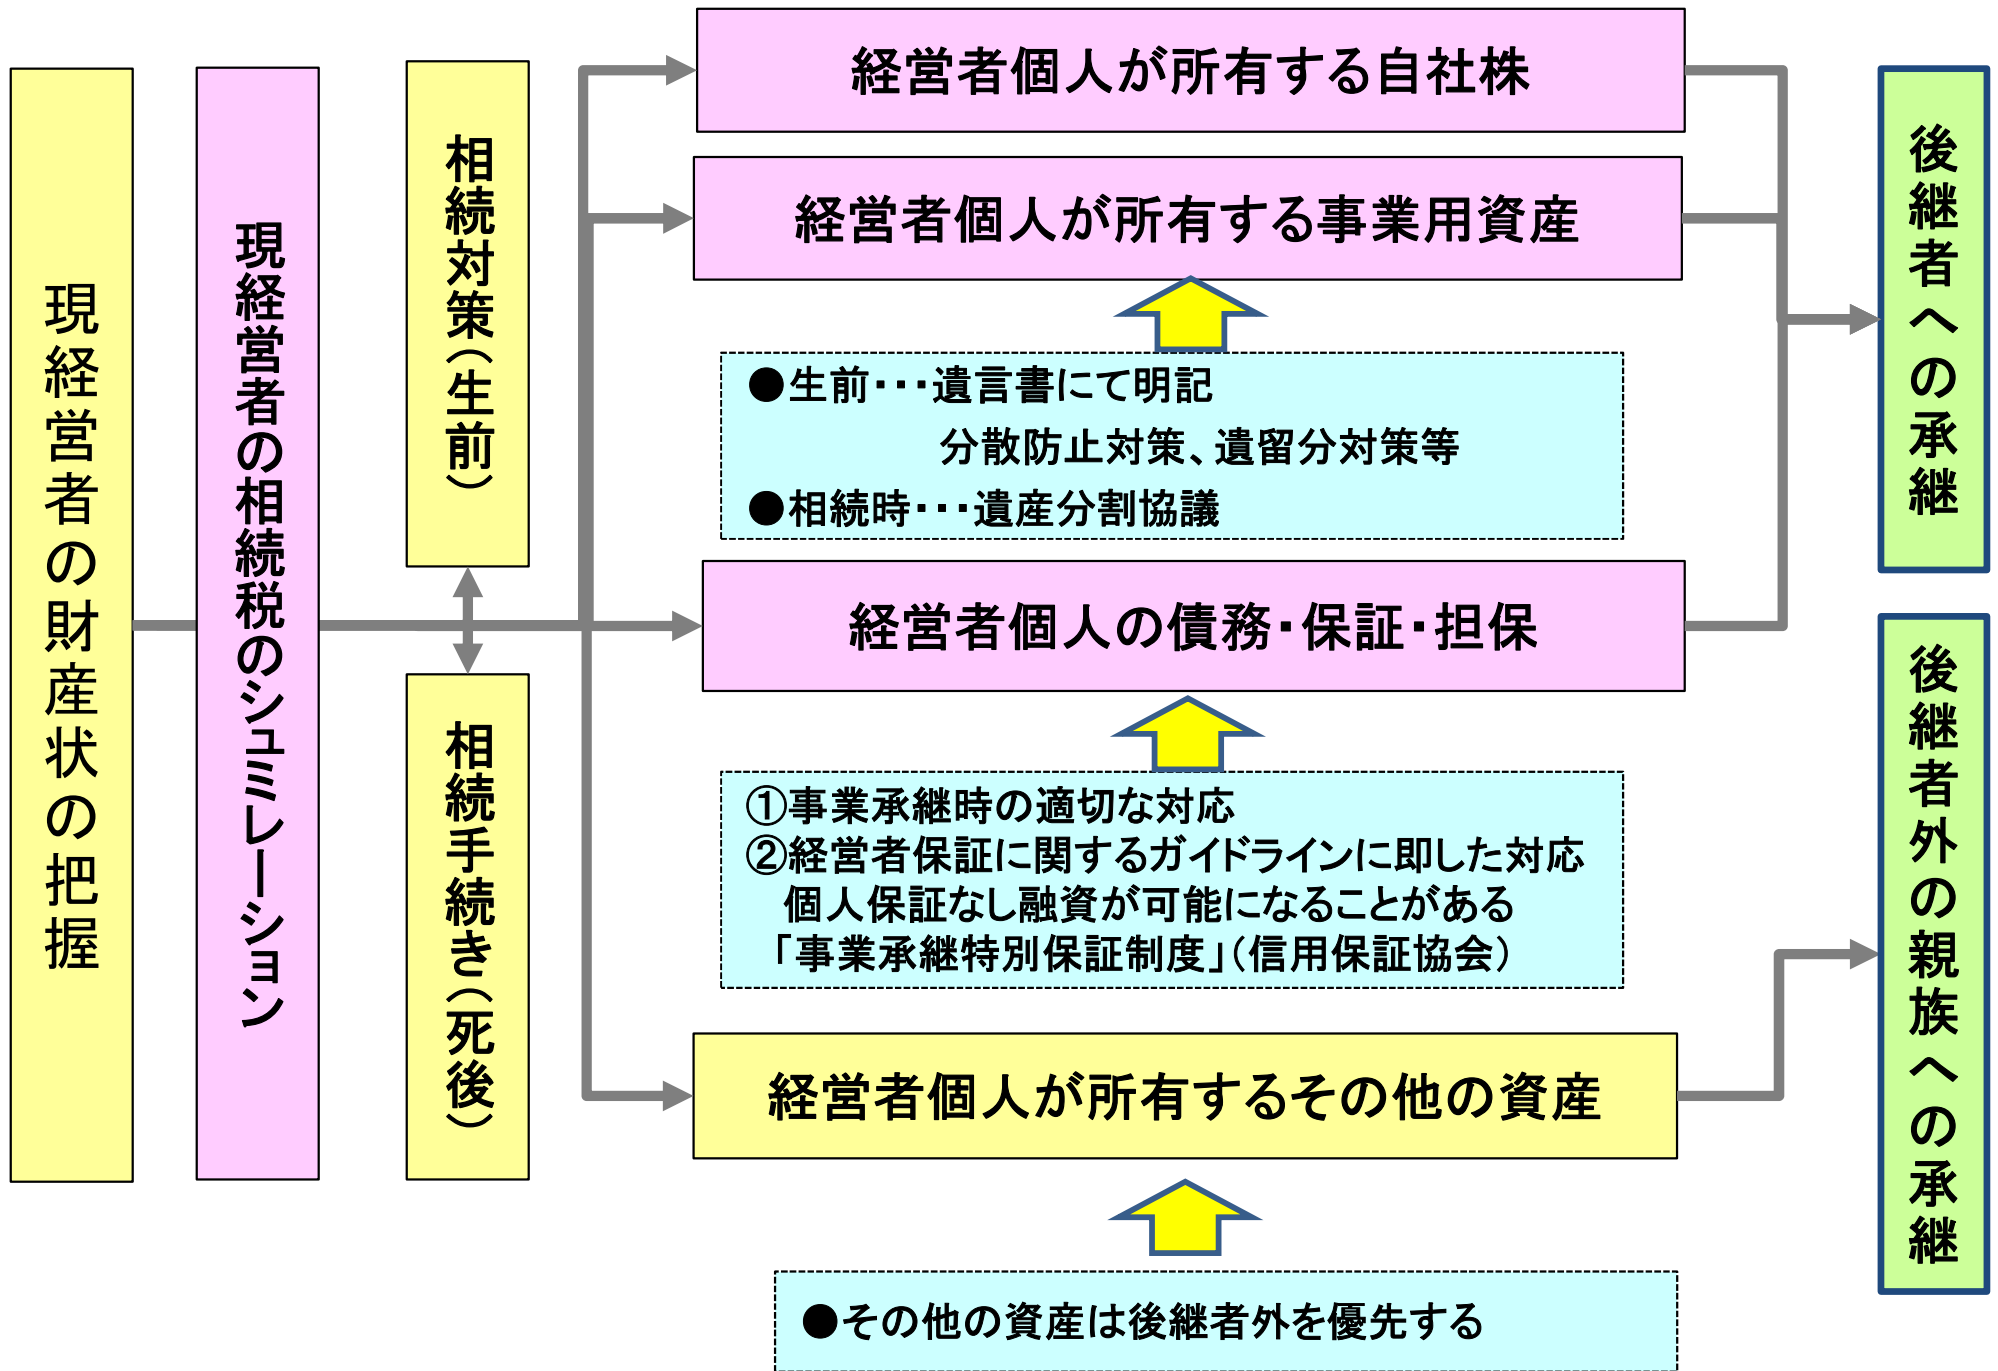 現経営者の財産状の把握
現経営者の相続税のシュミレーション
相続対策（生前）
相続手続き（死後）
経営者個人が所有する自社株
経営者個人が所有する事業用資産
●生前・・・遺言書にて明記
分散防止対策、遺留分対策等
●相続時・・・遺産分割協議
経営者個人の債務・保証・担保
①事業承継時の適切な対応
②経営者保証に関するガイドラインに即した対応
個人保証なし融資が可能になることがある
「事業承継特別保証制度」（信用保証協会）
経営者個人が所有するその他の資産
●その他の資産は後継者外を優先する
後継者への承継
後継者外の親族への承継